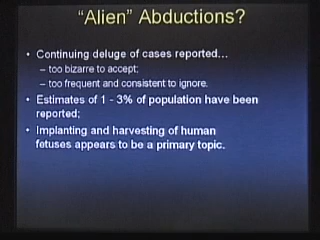 “Alien” Abductions?
• Continuing deluge of cases reported…
– too bizarre to accept;
– too frequent and consistent to ignore.
• Estimates of 1 - 3% of population have been
reported;
• Implanting and harvesting of human
fetuses appears to be a primary topic.